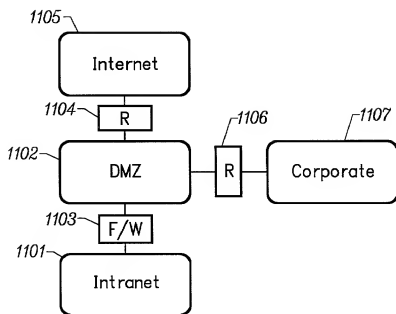 1105
Internet
1104
R
1106
1107
1102
DMZ
R
Corporate
1103
F/W
1101
Intranet